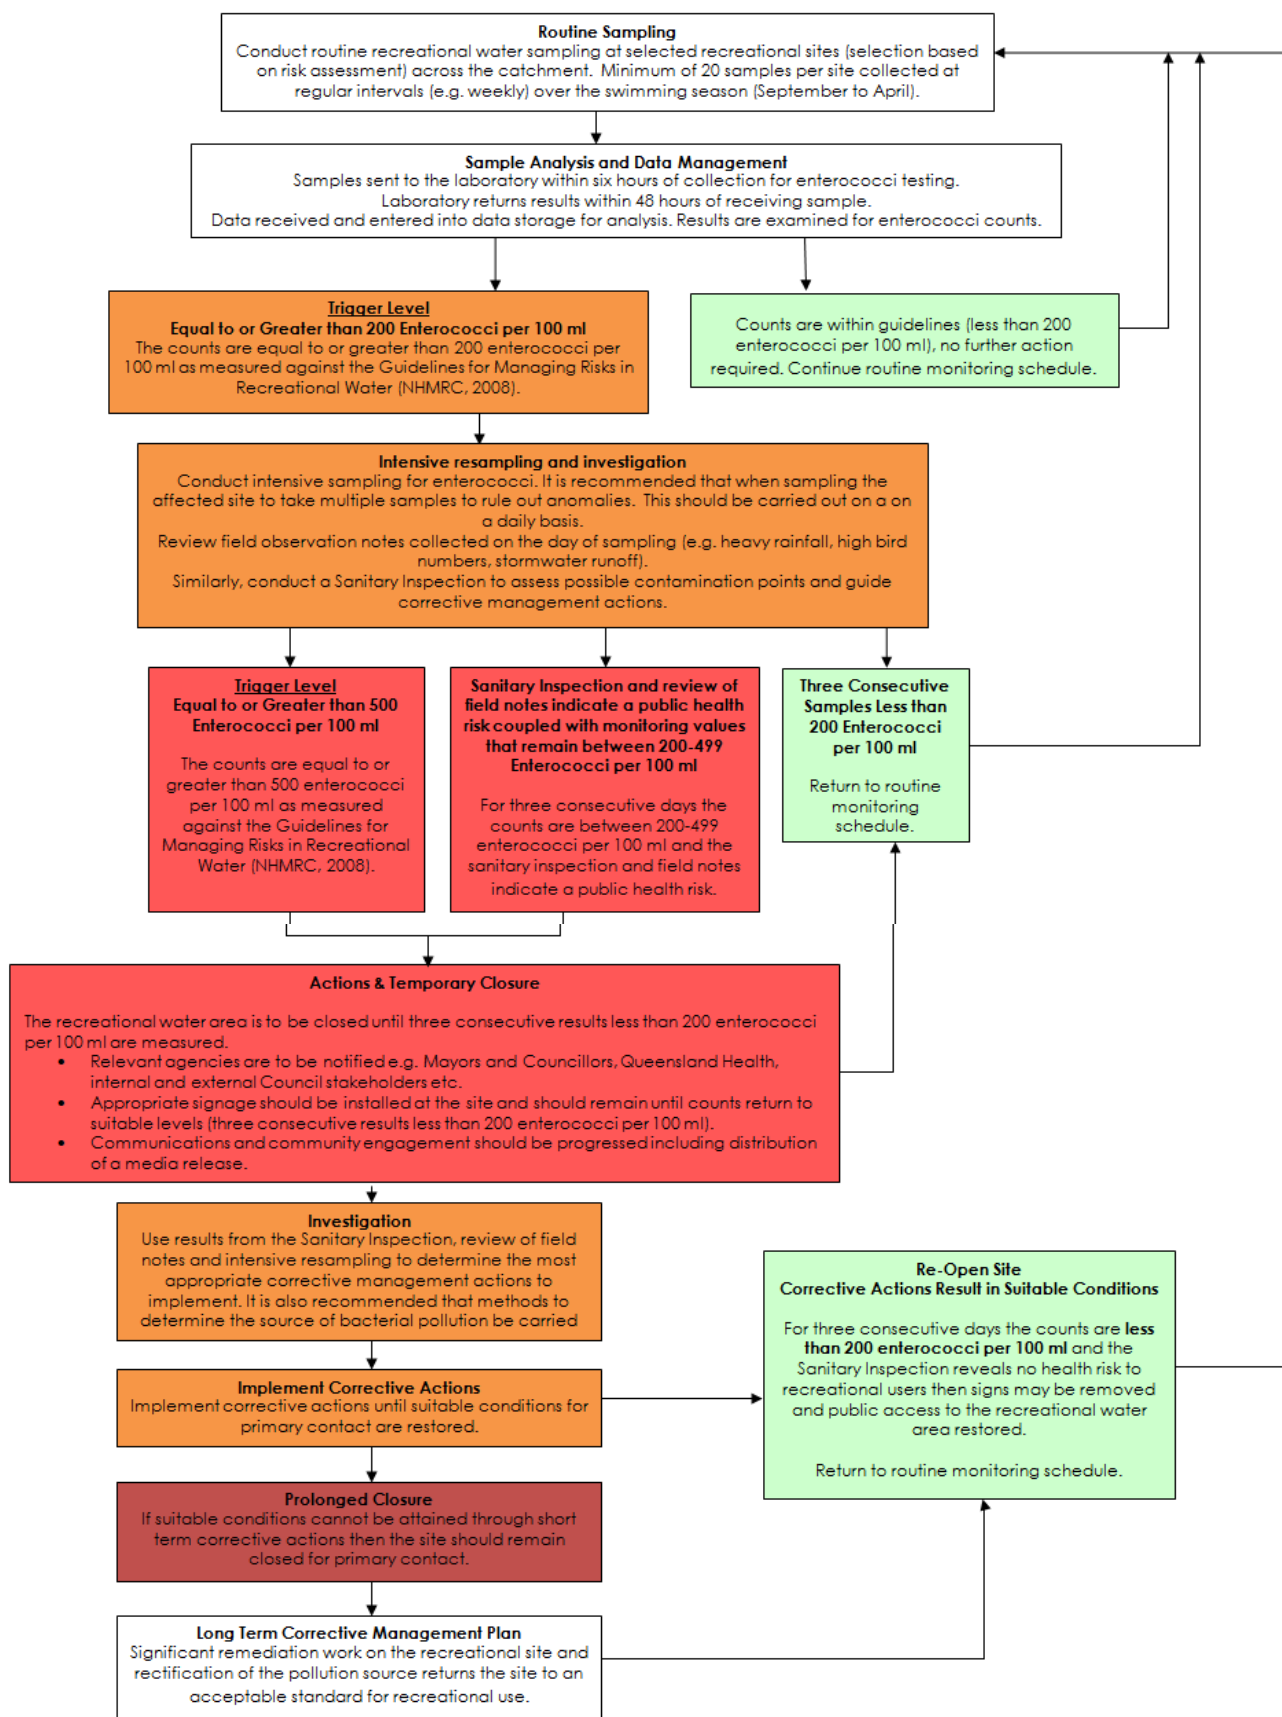 Routine Sampling
Conduct routine recreational water sampling at selected recreational sites (selection based
on risk assessment) across the catchment. Minimum of 20 samples per site collected at
regular intervals (e.g. weekly) over the swimming season (September to April).
Sample Analysis and Data Management
Samples sent to the laboratory within six hours of collection for enterococci testing.
Laboratory returns results within 48 hours of receiving sample.
Data received and entered into data storage for analysis. Results are examined for enterococci counts.
Trigger Level
Equal to or Greater than 200 Enterococci per 100 ml
The counts are equal to or greater than 200 enterococci per
100 ml as measured against the Guidelines for Managing Risks in
Recreational Water (NHMRC, 2008).
Counts are within guidelines (less than 200
enterococci per 100 ml), no further action
required. Continue routine monitoring schedule.
Intensive resampling and investigation
Conduct intensive sampling for enterococci. It is recommended that when sampling the
affected site to take multiple samples to rule out anomalies. This should be carried out on a on
a daily basis.
Review field observation notes collected on the day of sampling (e.g. heavy rainfall, high bird
numbers, stormwater runoff).
Similarly, conduct a Sanitary Inspection to assess possible contamination points and guide
corrective management actions.
Trigger Level
Equal to or Greater than 500
Enterococci per 100 ml
The counts are equal to or
greater than 500 enterococci
per 100 ml as measured
against the Guidelines for
Managing Risks in Recreational
Water (NHMRC, 2008).
Sanitary Inspection and review of
field notes indicate a public health
risk coupled with monitoring values
that remain between 200-499
Enterococci per 100 ml
For three consecutive days the
counts are between 200-499
enterococci per 100 ml and the
sanitary inspection and field notes
indicate a public health risk.
Three Consecutive
Samples Less than
200 Enterococci
per 100 ml
Return to routine
monitoring
schedule.
Actions & Temporary Closure
The recreational water area is to be closed until three consecutive results less than 200 enterococci
per 100 ml are measured.
• Relevant agencies are to be notified e.g. Mayors and Councillors, Queensland Health,
internal and external Council stakeholders etc.
• Appropriate signage should be installed at the site and should remain until counts return to
suitable levels (three consecutive results less than 200 enterococci per 100 ml).
• Communications and community engagement should be progressed including distribution
of a media release.
Investigation
Use results from the Sanitary Inspection, review of field
notes and intensive resampling to determine the most
appropriate corrective management actions to
implement. It is also recommended that methods to
determine the source of bacterial pollution be carried
Re-Open Site
Corrective Actions Result in Suitable Conditions
For three consecutive days the counts are less
than 200 enterococci per 100 ml and the
Sanitary Inspection reveals no health risk to
recreational users then signs may be removed
and public access to the recreational water
area restored.
Return to routine monitoring schedule.
Implement Corrective Actions
Implement corrective actions until suitable conditions for
primary contact are restored.
Prolonged Closure
If suitable conditions cannot be attained through short
term corrective actions then the site should remain
closed for primary contact.
Long Term Corrective Management Plan
Significant remediation work on the recreational site and
rectification of the pollution source returns the site to an
acceptable standard for recreational use.